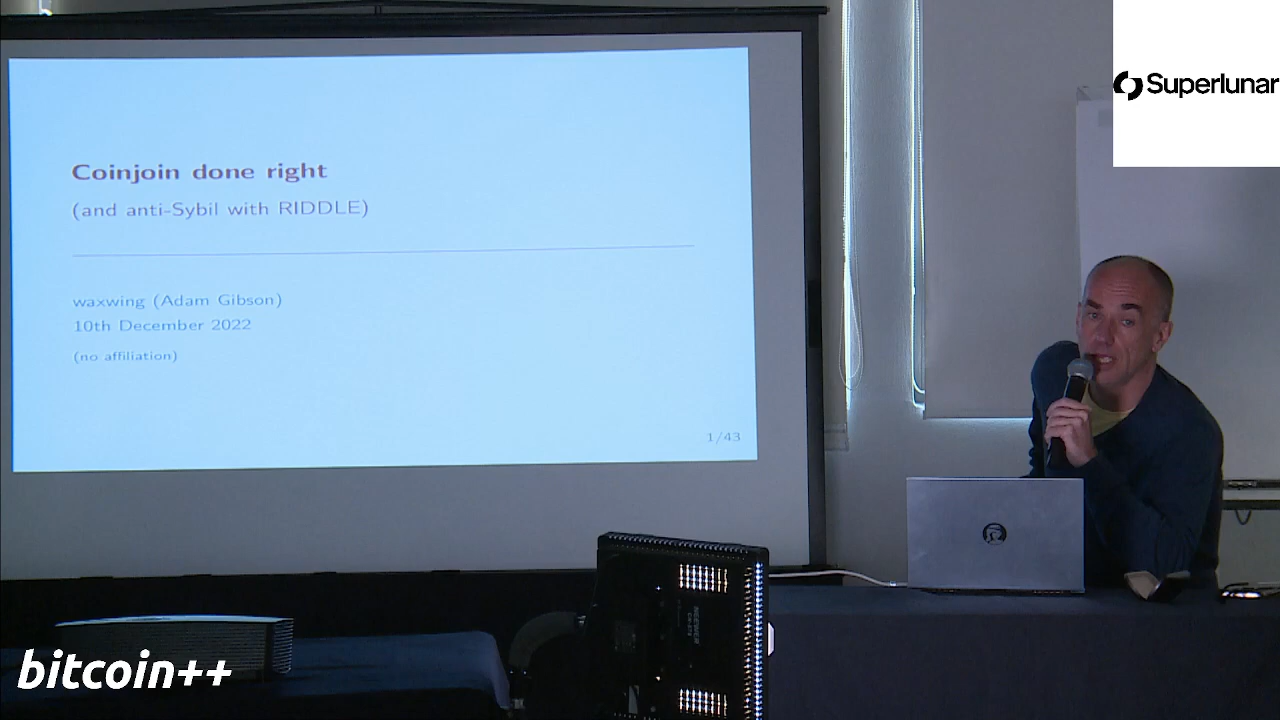 Coinjoin done right
(and anti-Sybil with RIDDLE)
waxwing (Adam Gibson)
10th December 2022
(no affiliation)
1/43
Superlunar
NEEWER
bitcoin++